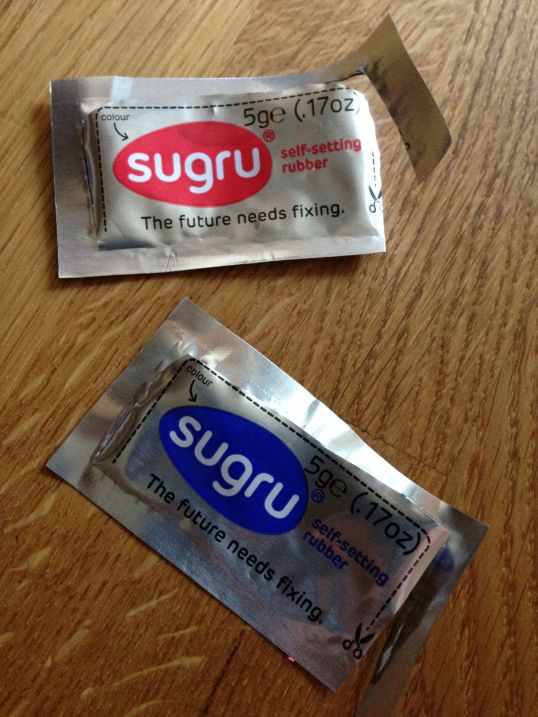 colour
5ge (.17oz)
sugru®
self-setting
rubber
The future needs fixing.
colour
5ge (.17oz)
sugru®
self-setting
rubber
The future needs fixing.